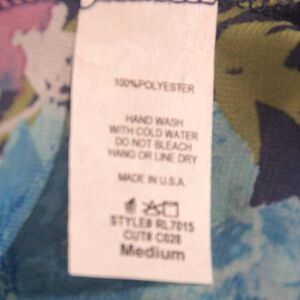 100%POLYESTER
HAND WASH
WITH COLD WATER
DO NOT BLEACH
HANG OR LINE DRY
MADE IN U.S.A.
STYLE# RL7015
CUT# C028
Medium